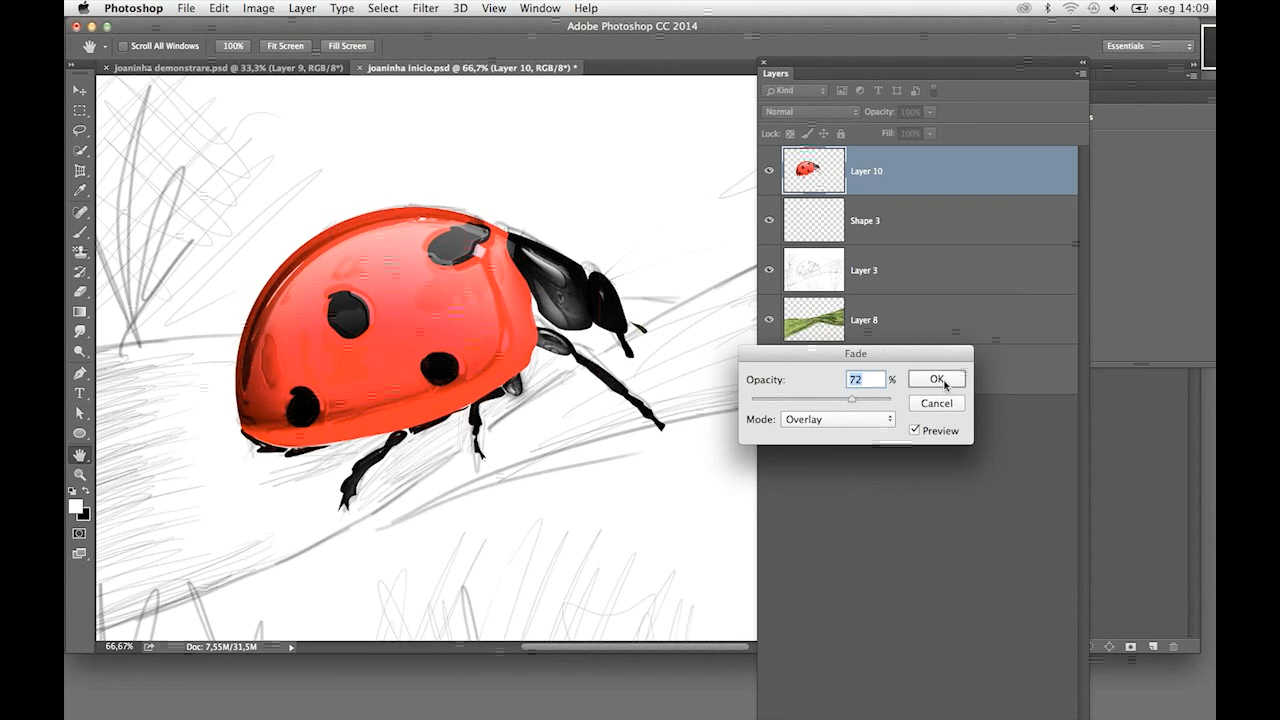 Photoshop File Edit Image Layer Type Select Filter 3D View Window Help seg 14:09
Adobe Photoshop CC 2014
Scroll All Windows 100% Fit Screen Fill Screen Essentials
× joaninha demonstrare.psd @ 33,3% (Layer 9, RGB/8*) × joaninha inicio.psd @ 66,7% (Layer 10, RGB/8*) *
Layers
Kind
Normal Opacity: 100%
Lock: Fill: 100%
Layer 10
Shape 3
Layer 3
Layer 8
Fade
Opacity: 72 % OK
Cancel
Mode: Overlay
Preview
66,67% Doc: 7,55M/31,5M